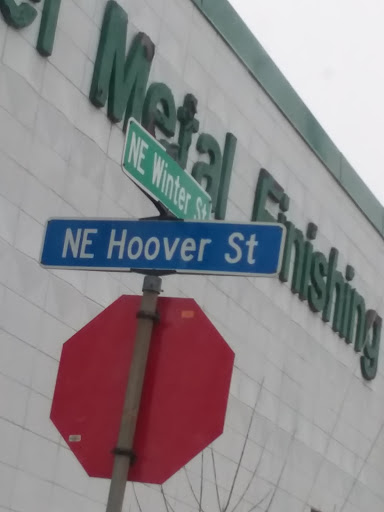 Metal Finishing
NE Winter St
NE Hoover St